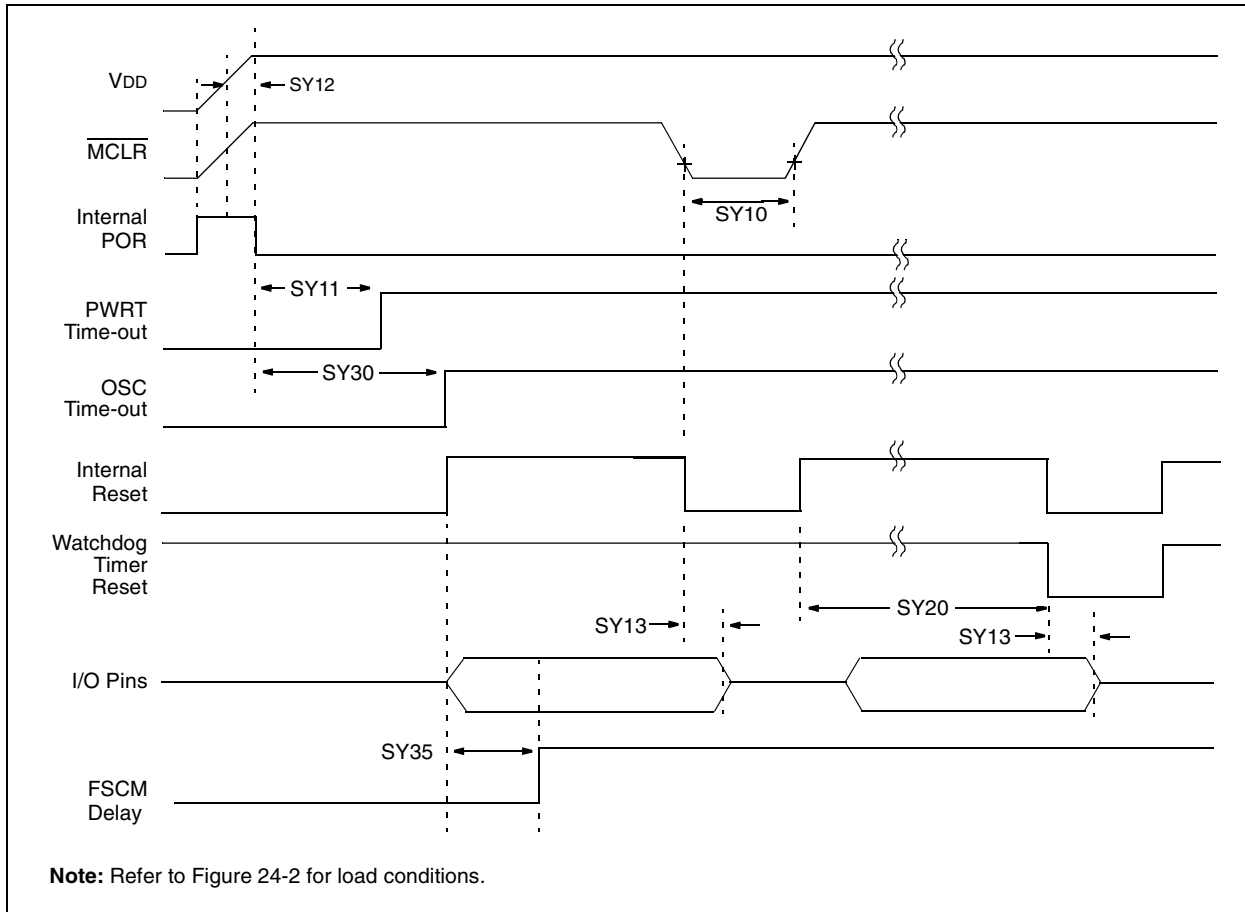 VDD
SY12
MCLR
SY10
Internal
POR
SY11
PWRT
Time-out
SY30
OSC
Time-out
Internal
Reset
Watchdog
Timer
Reset
SY20
SY13
SY13
I/O Pins
SY35
FSCM
Delay
Note: Refer to Figure 24-2 for load conditions.